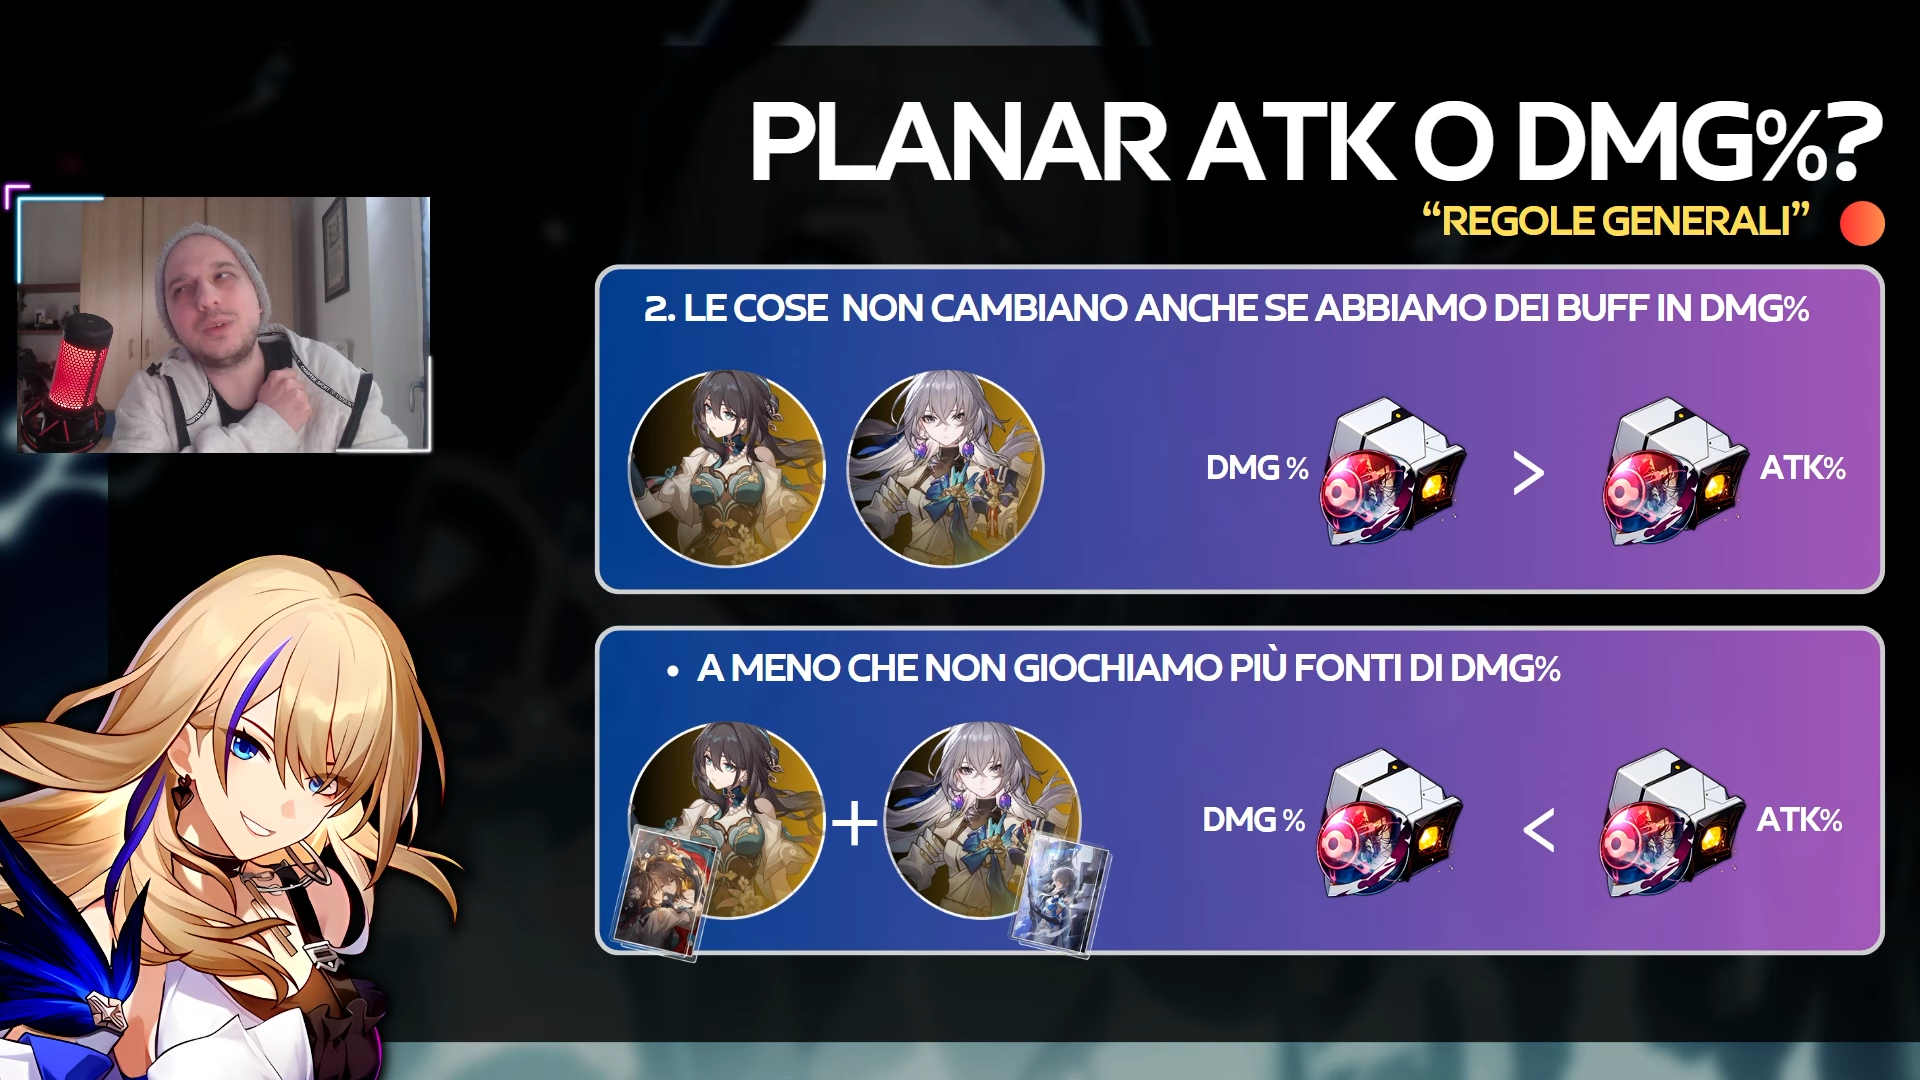 PLANAR ATK O DMG%?
“REGOLE GENERALI”
2. LE COSE NON CAMBIANO ANCHE SE ABBIAMO DEI BUFF IN DMG%
DMG % > ATK%
• A MENO CHE NON GIOCHIAMO PIÙ FONTI DI DMG%
+ DMG % < ATK%